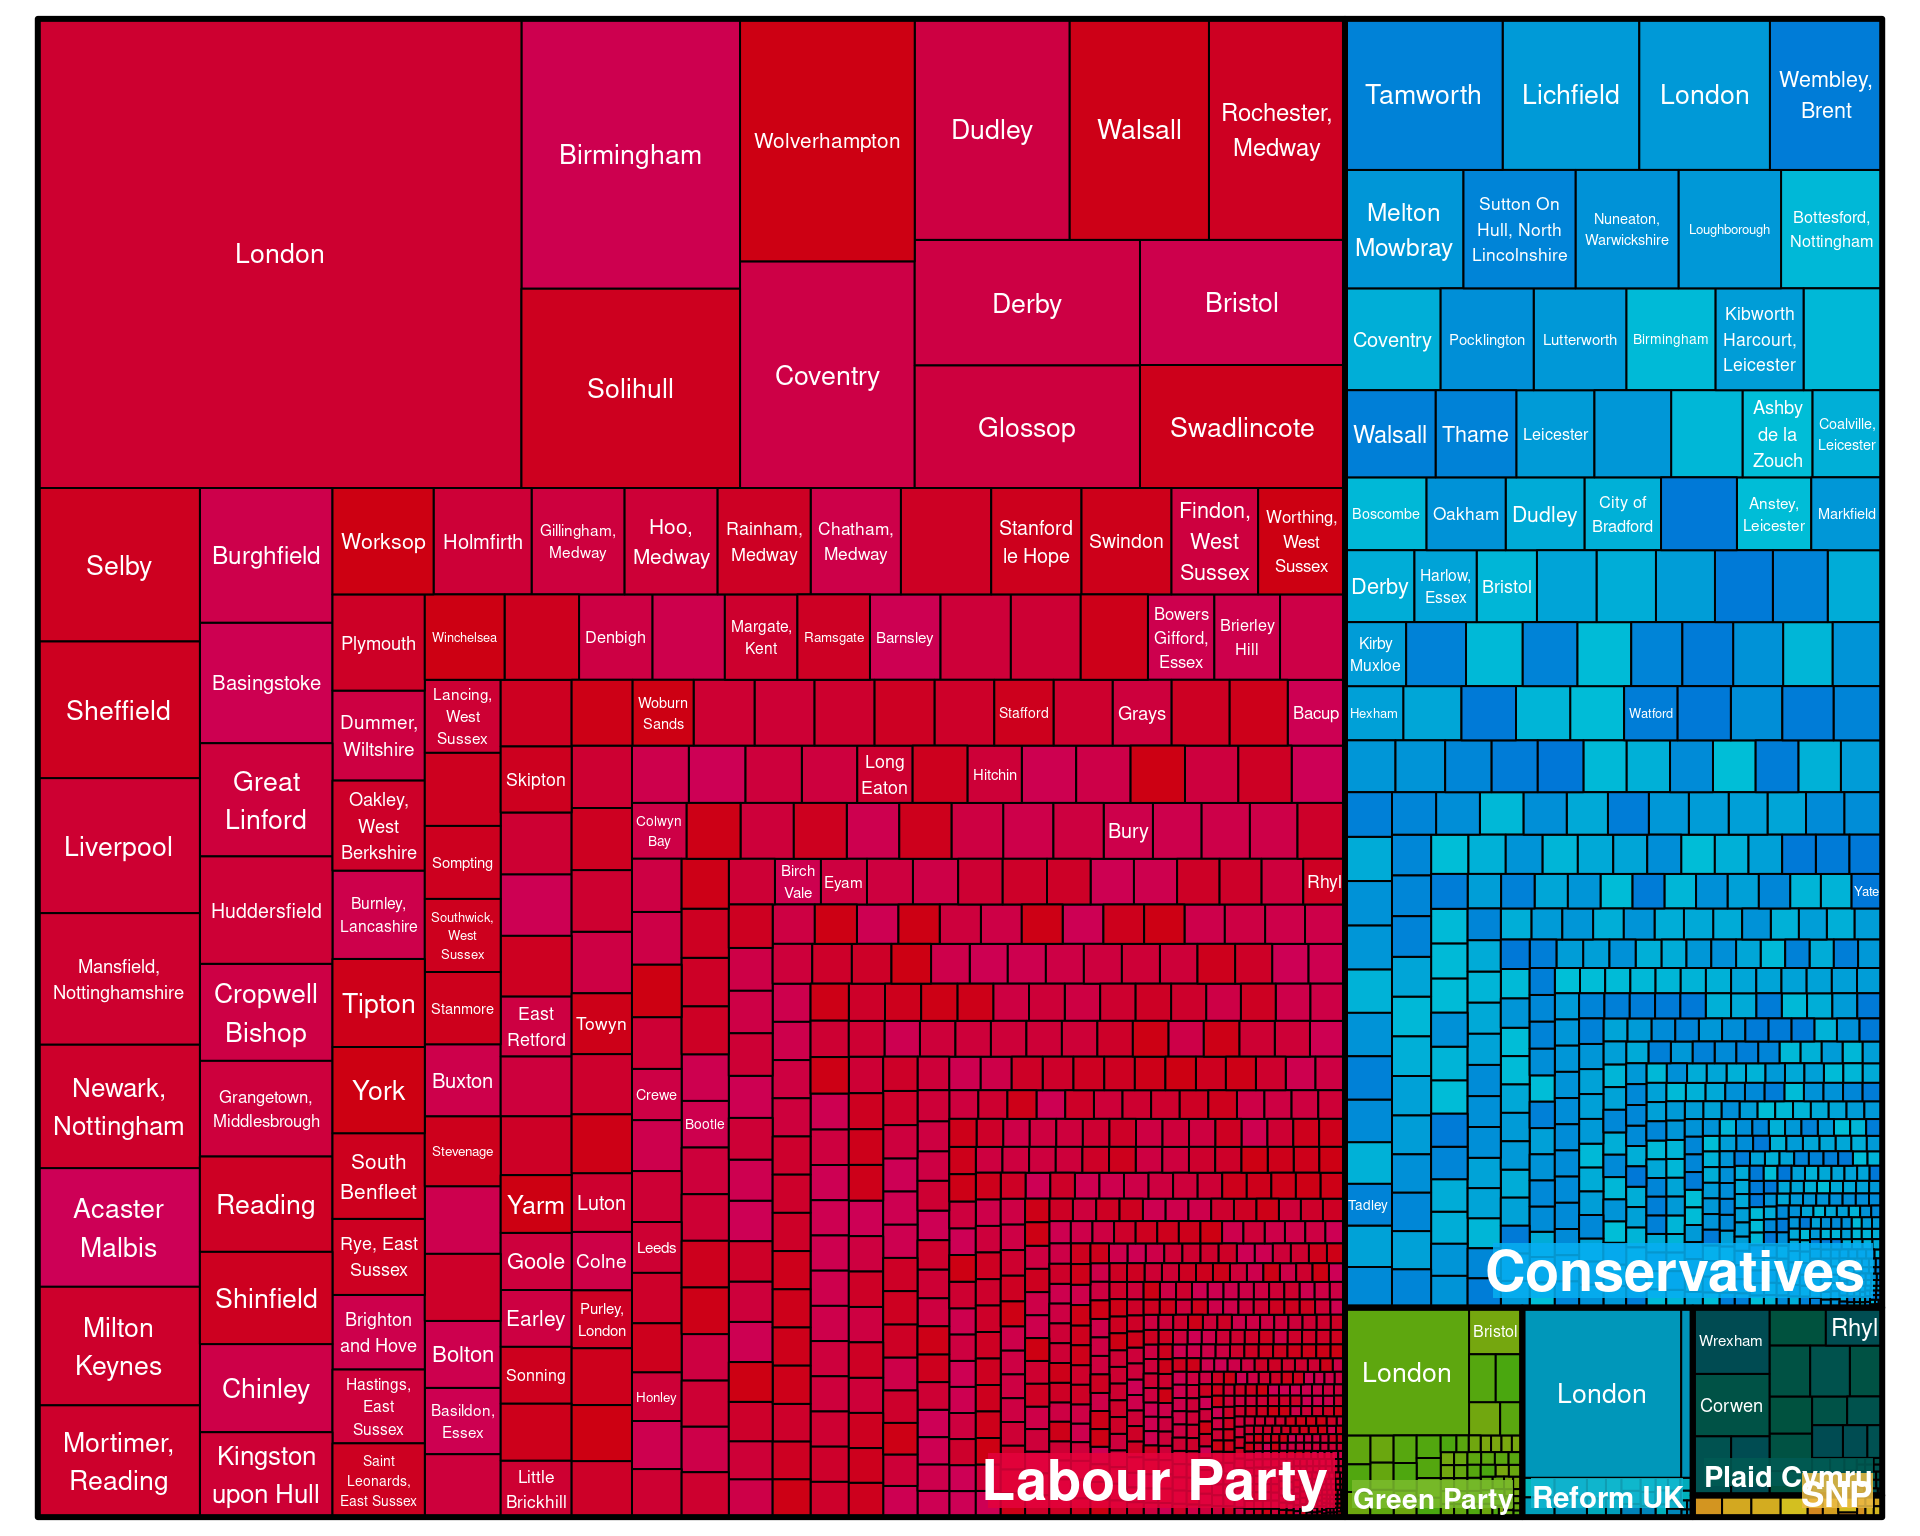 London
Birmingham
Wolverhampton
Dudley
Walsall
Rochester,
Medway
Solihull
Coventry
Derby
Bristol
Glossop
Swadlincote
Selby
Sheffield
Liverpool
Mansfield,
Nottinghamshire
Newark,
Nottingham
Acaster
Malbis
Milton
Keynes
Mortimer,
Reading
Burghfield
Basingstoke
Great
Linford
Huddersfield
Cropwell
Bishop
Grangetown,
Middlesbrough
Reading
Shinfield
Chinley
Kingston
upon Hull
Worksop
Holmfirth
Gillingham,
Medway
Hoo,
Medway
Rainham,
Medway
Chatham,
Medway
Stanford
le Hope
Swindon
Findon,
West
Sussex
Worthing,
West
Sussex
Plymouth
Dummer,
Wiltshire
Oakley,
West
Berkshire
Burnley,
Lancashire
Tipton
York
South
Benfleet
Rye, East
Sussex
Brighton
and Hove
Hastings,
East
Sussex
Saint
Leonards,
East Sussex
Winchelsea
Denbigh
Margate,
Kent
Ramsgate
Barnsley
Bowers
Gifford,
Essex
Brierley
Hill
Lancing,
West
Sussex
Sompting
Southwick,
West
Sussex
Stanmore
Buxton
Stevenage
Bolton
Basildon,
Essex
Skipton
East
Retford
Yarm
Goole
Earley
Sonning
Little
Brickhill
Towyn
Luton
Colne
Purley,
London
Woburn
Sands
Stafford
Grays
Bacup
Long
Eaton
Hitchin
Colwyn
Bay
Bury
Birch
Vale
Eyam
Rhyl
Crewe
Bootle
Leeds
Honley
Labour Party
Tamworth
Lichfield
London
Wembley,
Brent
Melton
Mowbray
Sutton On
Hull, North
Lincolnshire
Nuneaton,
Warwickshire
Loughborough
Bottesford,
Nottingham
Coventry
Pocklington
Lutterworth
Birmingham
Kibworth
Harcourt,
Leicester
Walsall
Thame
Leicester
Ashby
de la
Zouch
Coalville,
Leicester
Boscombe
Oakham
Dudley
City of
Bradford
Anstey,
Leicester
Markfield
Derby
Harlow,
Essex
Bristol
Kirby
Muxloe
Hexham
Watford
Yate
Tadley
Conservatives
London
Bristol
Green Party
London
Reform UK
Wrexham
Rhyl
Corwen
Plaid Cymru
SNP